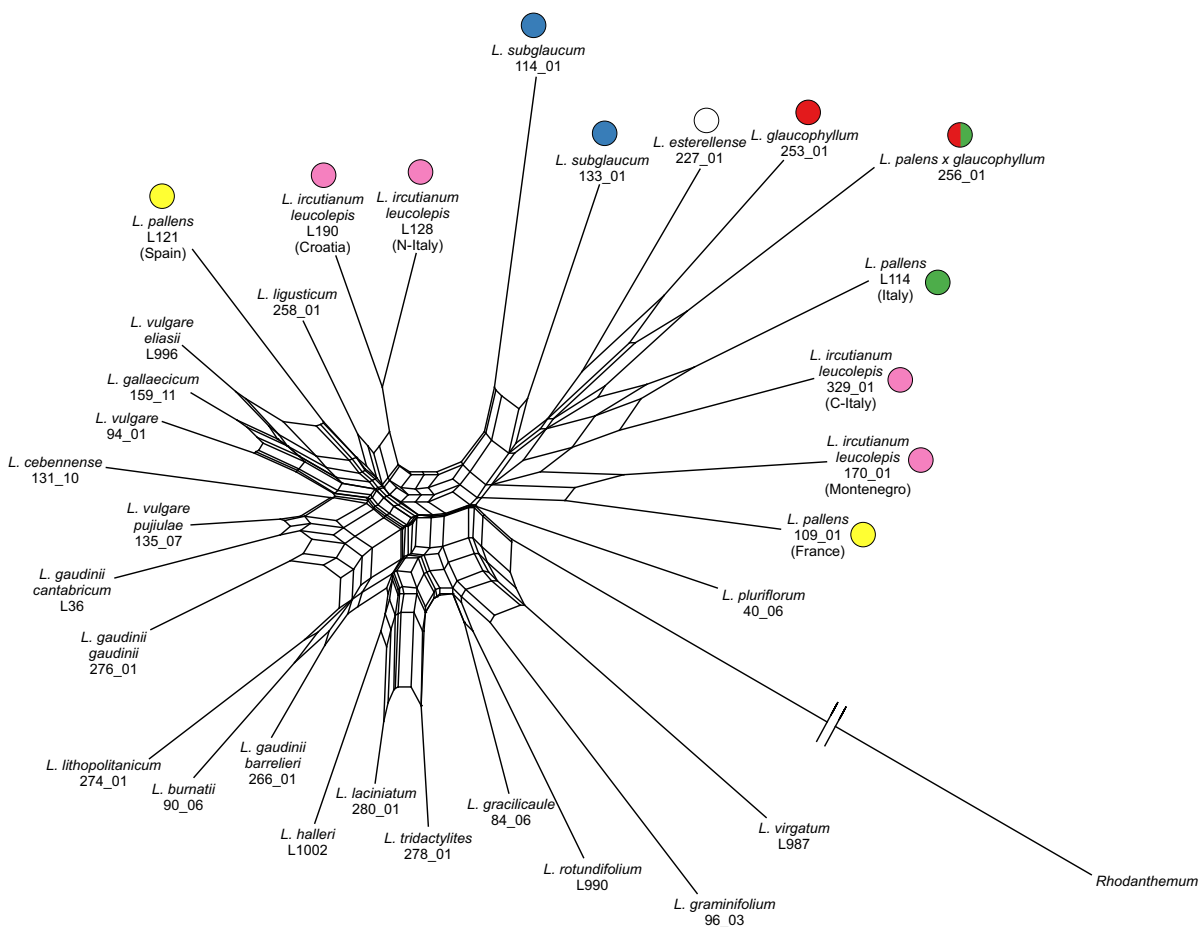 L. subglaucum
114_01
L. subglaucum
133_01
L. esterellense
227_01
L. glaucophyllum
253_01
L. palens x glaucophyllum
256_01
L. pallens
L121
(Spain)
L. ircutianum
leucolepis
L190
(Croatia)
L. ircutianum
leucolepis
L128
(N-Italy)
L. pallens
L114
(Italy)
L. ligusticum
258_01
L. vulgare
eliasii
L996
L. ircutianum
leucolepis
329_01
(C-Italy)
L. gallaecicum
159_11
L. vulgare
94_01
L. ircutianum
leucolepis
170_01
(Montenegro)
L. cebennense
131_10
L. vulgare
pujiulae
135_07
L. pallens
109_01
(France)
L. gaudinii
cantabricum
L36
L. pluriflorum
40_06
L. gaudinii
gaudinii
276_01
L. lithopolitanicum
274_01
L. burnatii
90_06
L. gaudinii
barrelieri
266_01
L. halleri
L1002
L. laciniatum
280_01
L. tridactylites
278_01
L. gracilicaule
84_06
L. rotundifolium
L990
L. graminifolium
96_03
L. virgatum
L987
Rhodanthemum